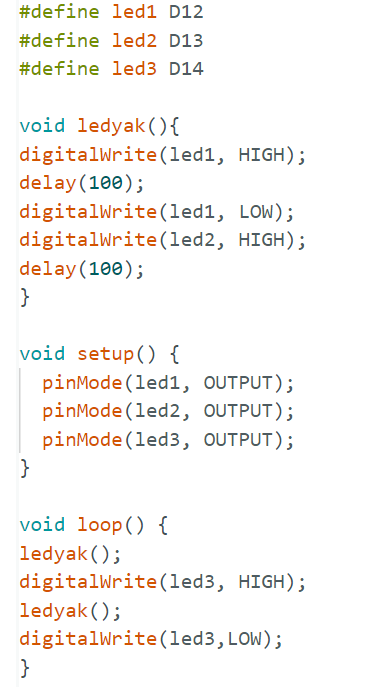 #define led1 D12
#define led2 D13
#define led3 D14

void ledyak(){
digitalWrite(led1, HIGH);
delay(100);
digitalWrite(led1, LOW);
digitalWrite(led2, HIGH);
delay(100);
}

void setup() {
  pinMode(led1, OUTPUT);
  pinMode(led2, OUTPUT);
  pinMode(led3, OUTPUT);
}

void loop() {
ledyak();
digitalWrite(led3, HIGH);
ledyak();
digitalWrite(led3,LOW);
}